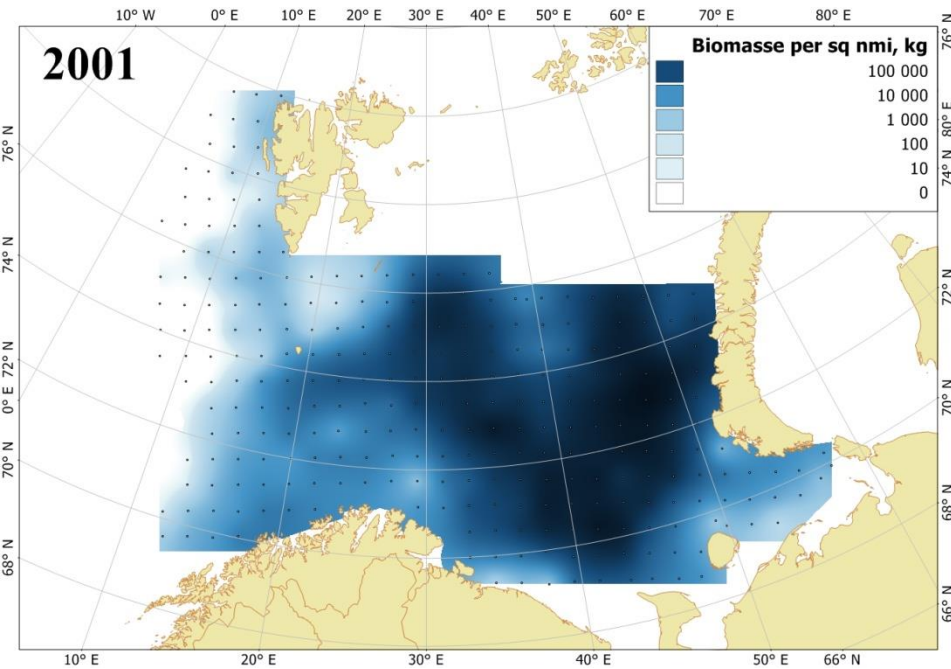 10° W 0° E 10° E 20° E 30° E 40° E 50° E 60° E 70° E 80° E
2001
Biomasse per sq nmi, kg
100 000
10 000
1 000
100
10
0
76° N
74° N
72° N
0° E
70° N
68° N
76° N
80° E
74° N
72° N
70° N
68° N
66° N
10° E 20° E 30° E 40° E 50° E 66° N